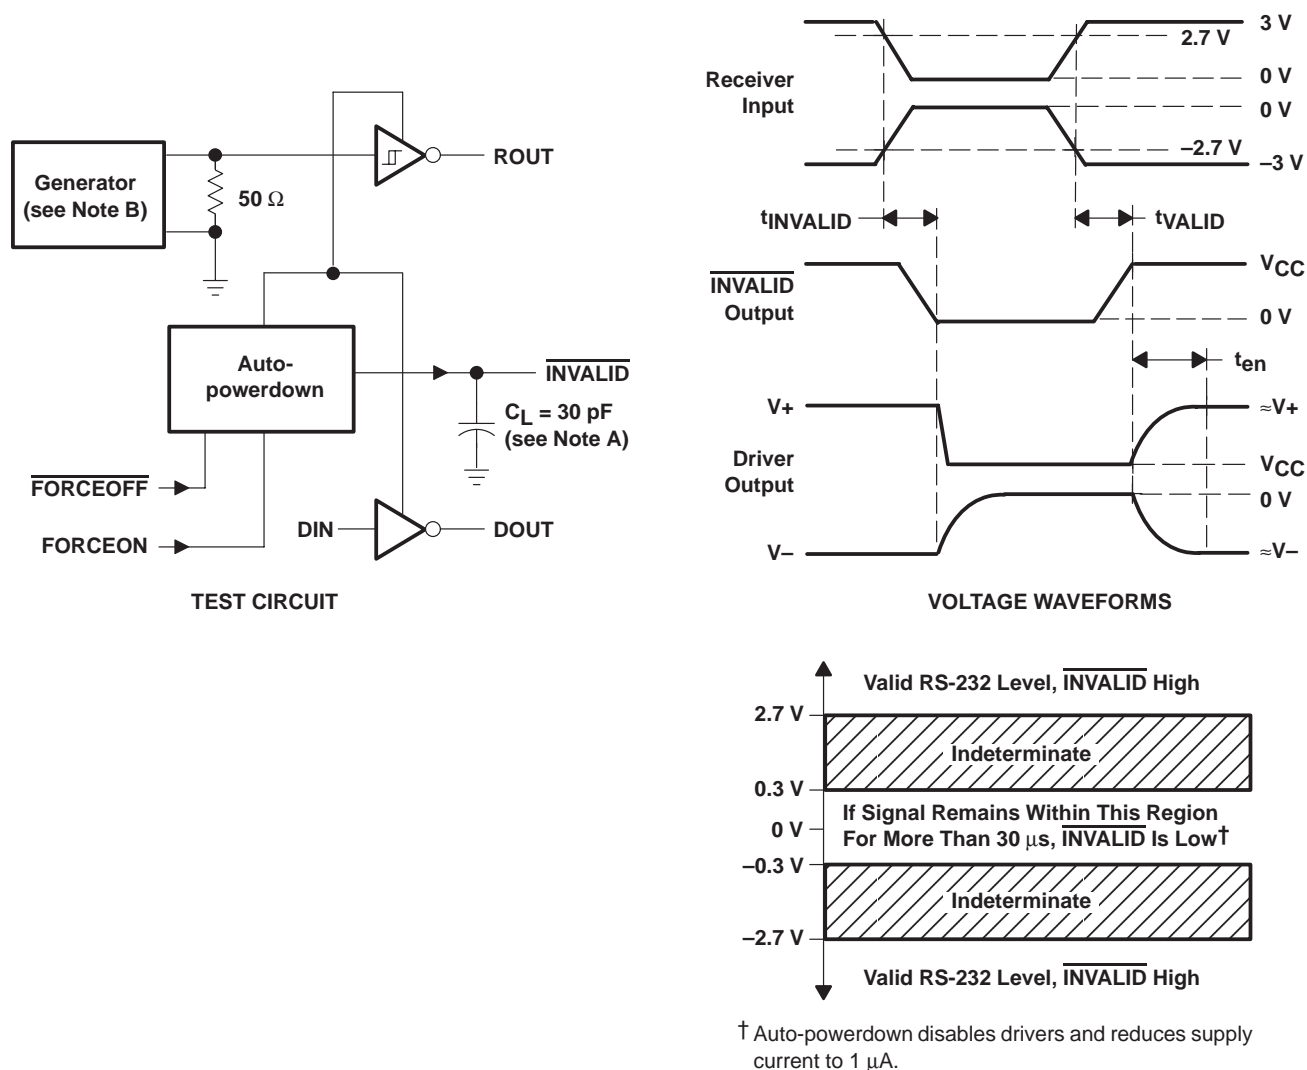 Generator
(see Note B)
50 Ω
ROUT
Auto-
powerdown
INVALID
CL = 30 pF
(see Note A)
FORCEOFF
FORCEON
DIN
DOUT
TEST CIRCUIT
Receiver
Input
3 V
2.7 V
0 V
0 V
–2.7 V
–3 V
tINVALID
tVALID
INVALID
Output
VCC
0 V
ten
V+
≈V+
Driver
Output
VCC
0 V
V–
≈V–
VOLTAGE WAVEFORMS
Valid RS-232 Level, INVALID High
2.7 V
Indeterminate
0.3 V
If Signal Remains Within This Region
0 V
For More Than 30 μs, INVALID Is Low†
–0.3 V
Indeterminate
–2.7 V
Valid RS-232 Level, INVALID High
† Auto-powerdown disables drivers and reduces supply
current to 1 μA.